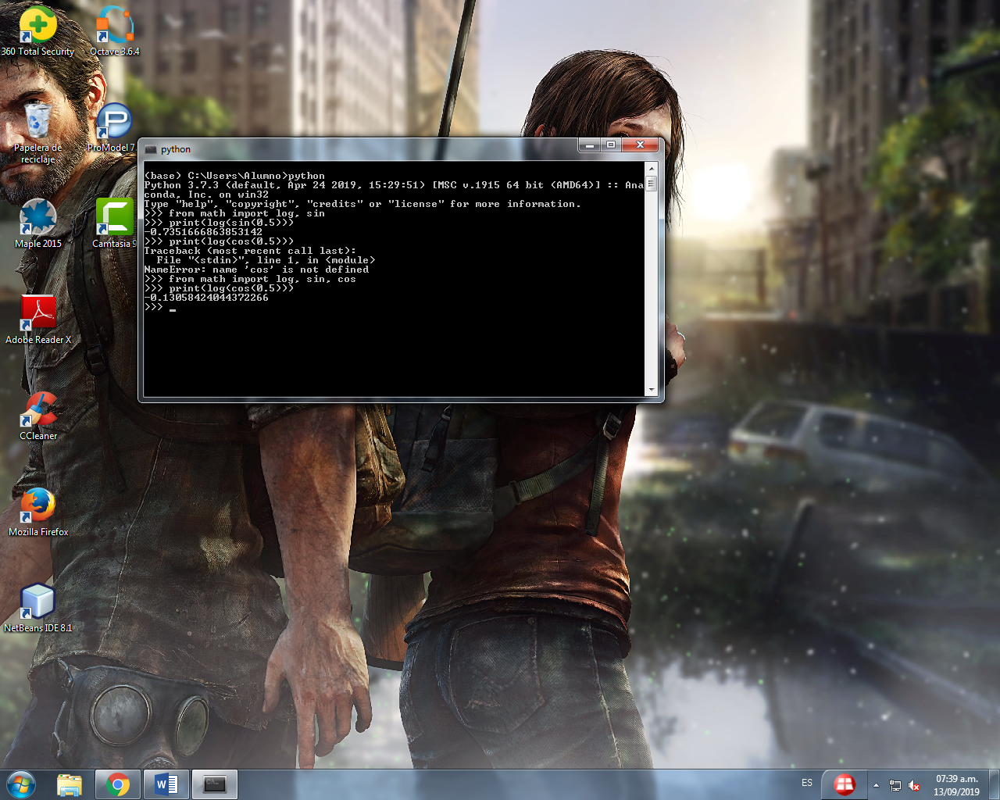 360 Total Security
Octave 3.6.4
Papelera de
reciclaje
ProModel 7
Maple 2015
Camtasia 9
Adobe Reader X
CCleaner
Mozilla Firefox
NetBeans IDE 8.1
python
(base) C:\Users\Alumno>python
Python 3.7.3 (default, Apr 24 2019, 15:29:51) [MSC v.1915 64 bit (AMD64)] :: Ana
conda, Inc. on win32
Type "help", "copyright", "credits" or "license" for more information.
>>> from math import log, sin
>>> print(log(sin(0.5)))
-0.7351666863853142
>>> print(log(cos(0.5)))
Traceback (most recent call last):
  File "<stdin>", line 1, in <module>
NameError: name 'cos' is not defined
>>> from math import log, sin, cos
>>> print(log(cos(0.5)))
-0.13058424044372266
>>> _
ES
07:39 a.m.
13/09/2019